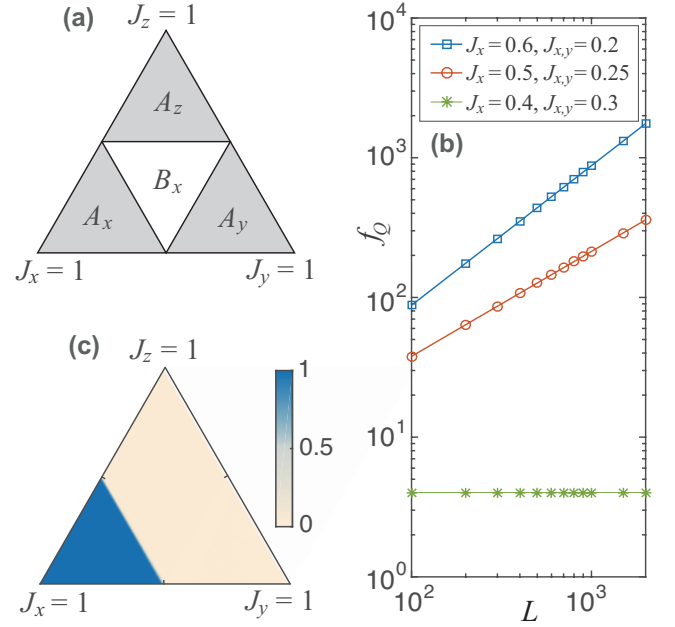 (a)
J_z = 1
A_z
B_x
A_x
A_y
J_x = 1
J_y = 1
(b)
J_x = 0.6, J_{x,y} = 0.2
J_x = 0.5, J_{x,y} = 0.25
J_x = 0.4, J_{x,y} = 0.3
f_Q
10^4
10^3
10^2
10^1
10^0
10^2
10^3
L
(c)
J_z = 1
1
0.5
0
J_x = 1
J_y = 1